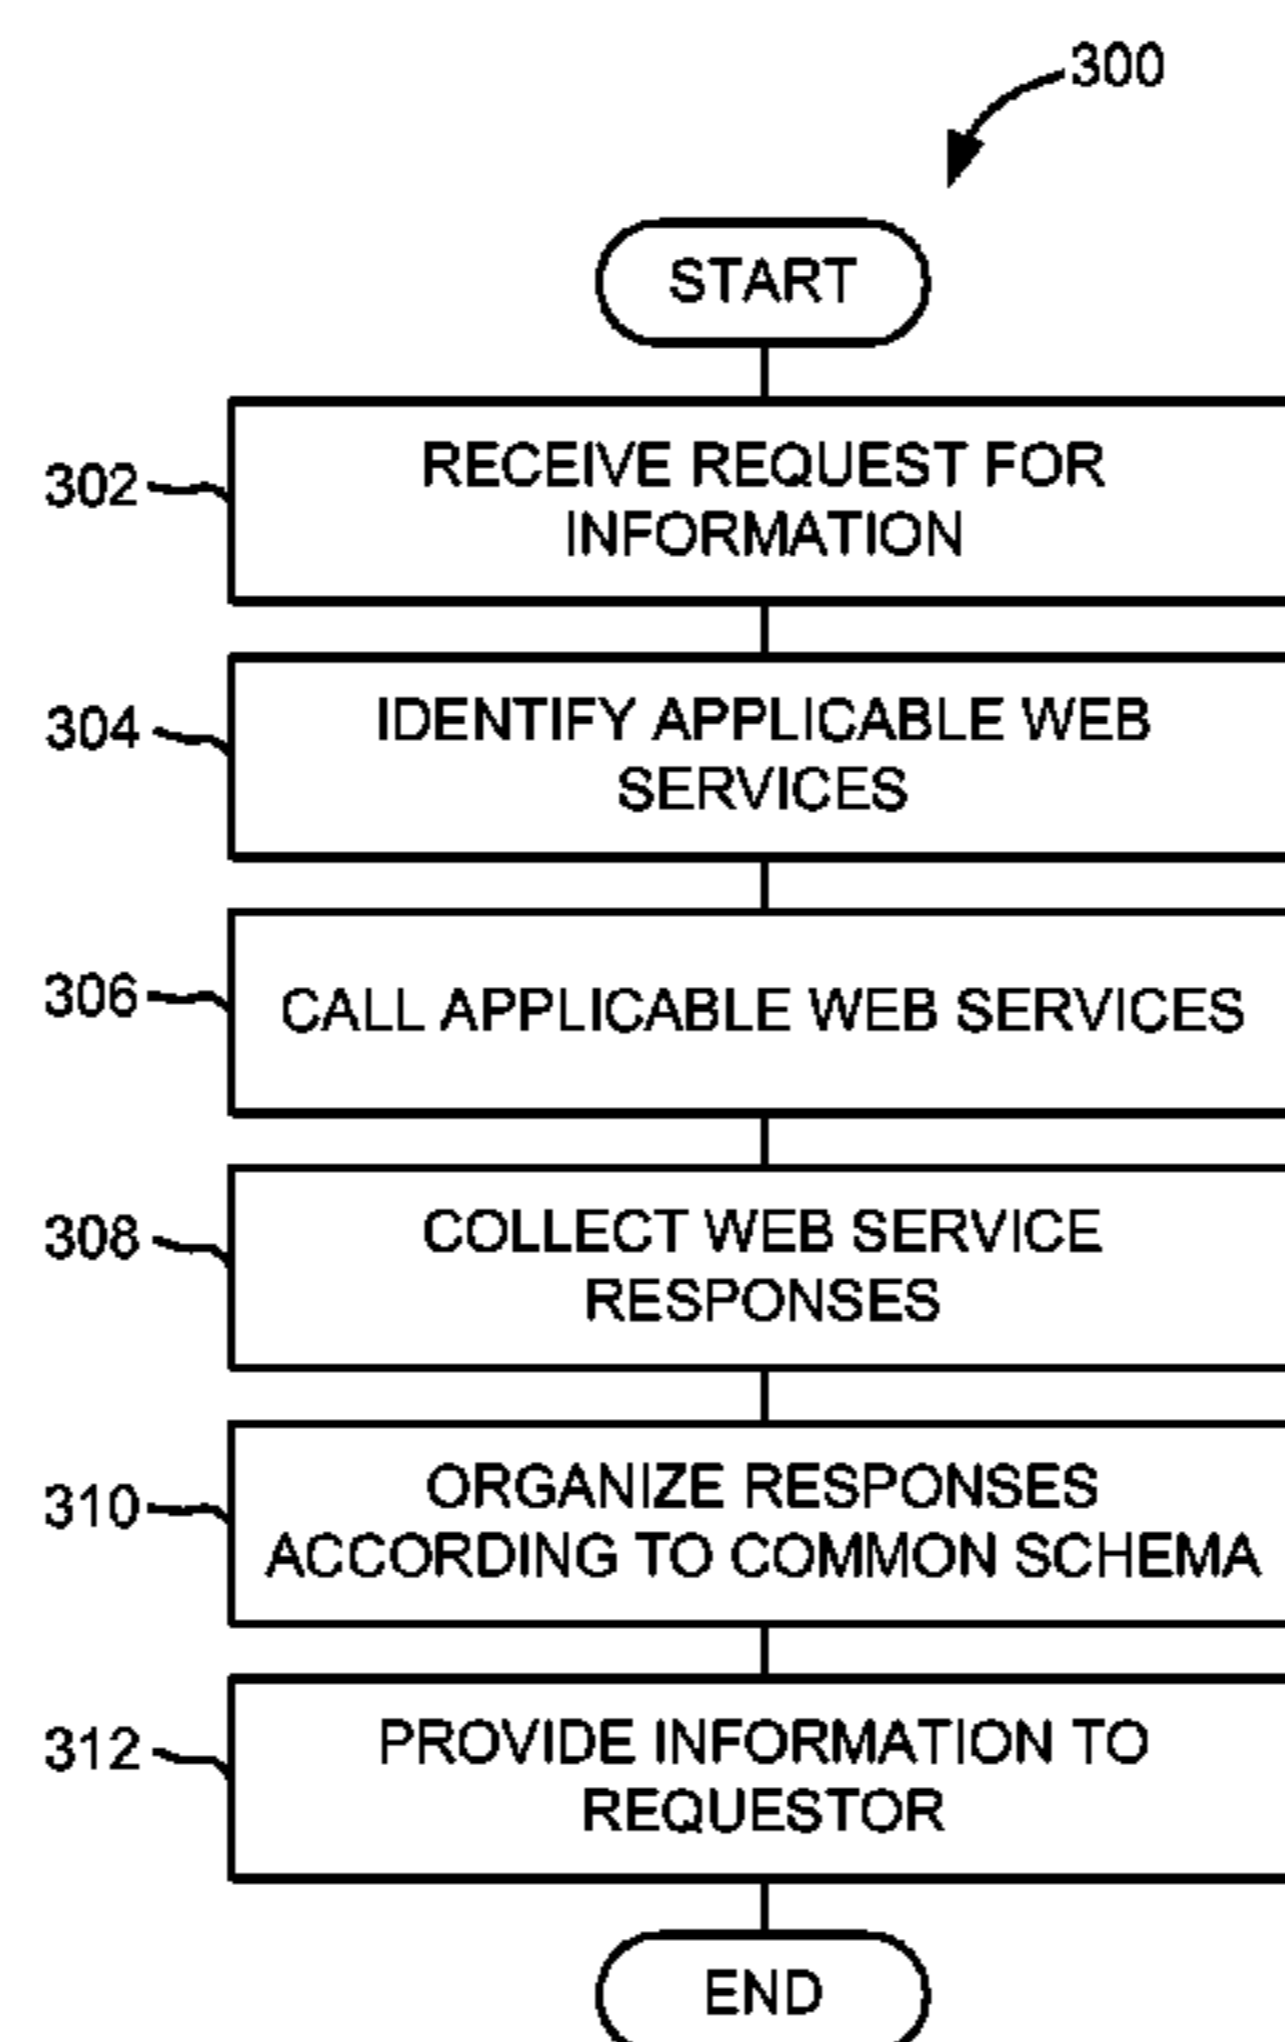 300
START
302
RECEIVE REQUEST FOR
INFORMATION
304
IDENTIFY APPLICABLE WEB
SERVICES
306
CALL APPLICABLE WEB SERVICES
308
COLLECT WEB SERVICE
RESPONSES
310
ORGANIZE RESPONSES
ACCORDING TO COMMON SCHEMA
312
PROVIDE INFORMATION TO
REQUESTOR
END